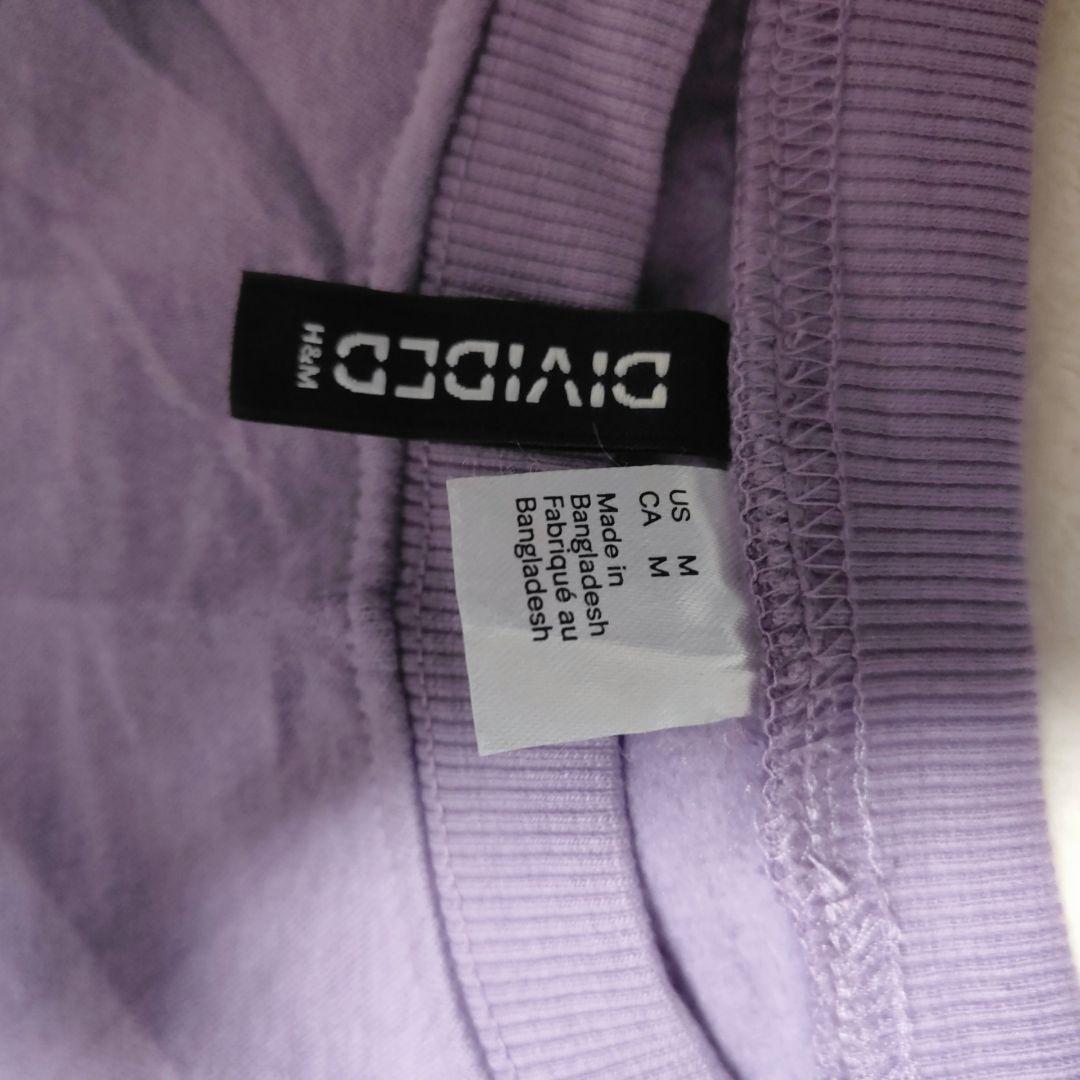 DIVIDED
H&M
US M
CA M
Made in
Bangladesh
Fabriqué au
Bangladesh